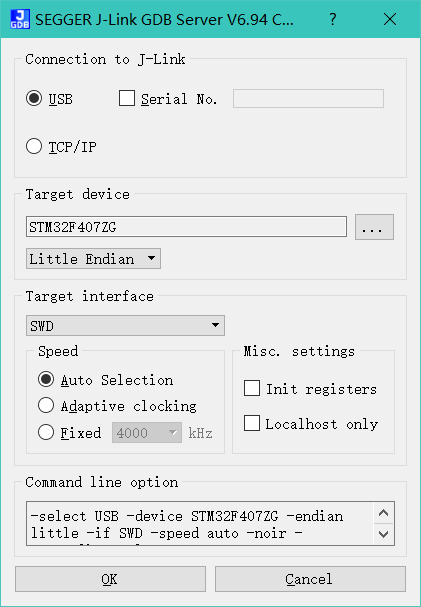 J
GDB
SEGGER J-Link GDB Server V6.94 C... ?
Connection to J-Link
USB Serial No.
TCP/IP
Target device
STM32F407ZG ...
Little Endian
Target interface
SWD
Speed
Auto Selection
Adaptive clocking
Fixed 4000 kHz
Misc. settings
Init registers
Localhost only
Command line option
-select USB -device STM32F407ZG -endian
little -if SWD -speed auto -noir -
OK Cancel